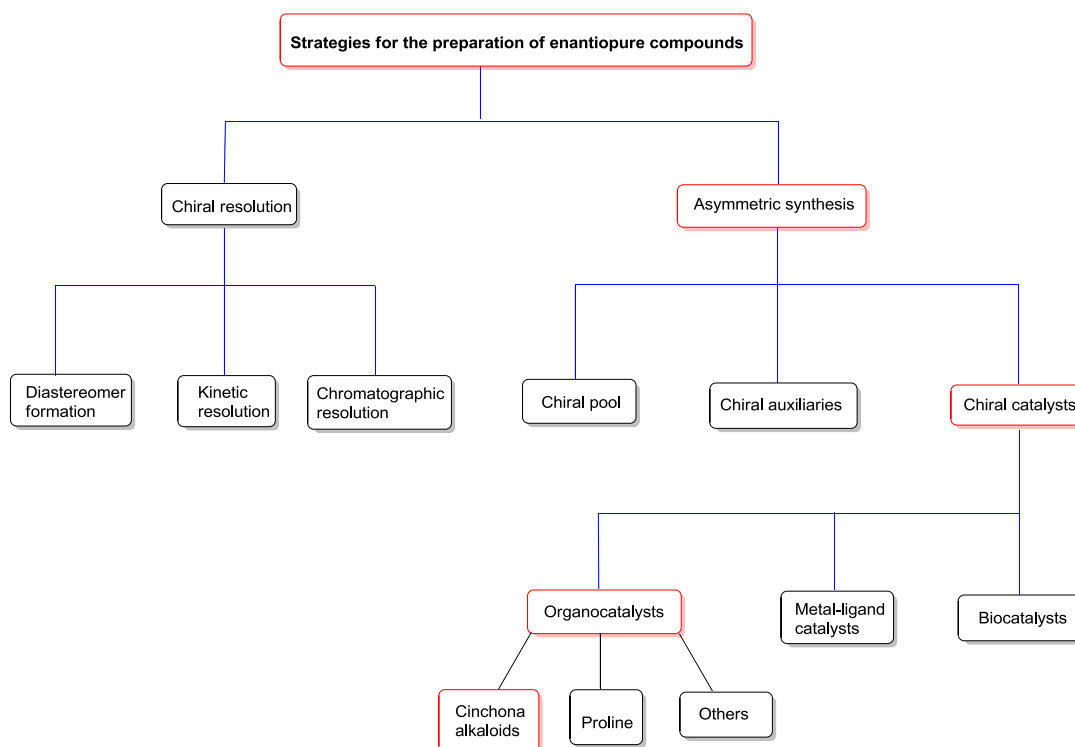 Strategies for the preparation of enantiopure compounds
Chiral resolution
Asymmetric synthesis
Diastereomer
formation
Kinetic
resolution
Chromatographic
resolution
Chiral pool
Chiral auxiliaries
Chiral catalysts
Organocatalysts
Metal-ligand
catalysts
Biocatalysts
Cinchona
alkaloids
Proline
Others